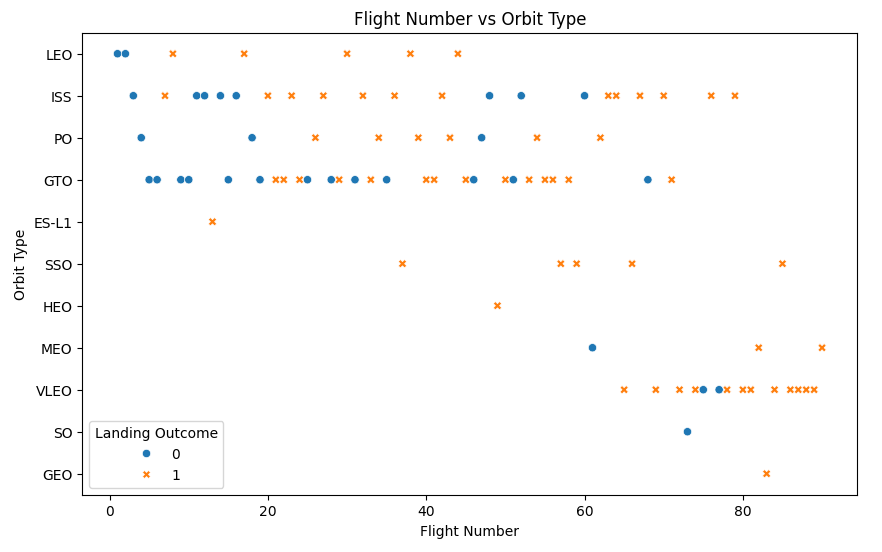 Flight Number vs Orbit Type
Orbit Type
LEO
ISS
PO
GTO
ES-L1
SSO
HEO
MEO
VLEO
SO
GEO
Landing Outcome
0
1
0 20 40 60 80
Flight Number